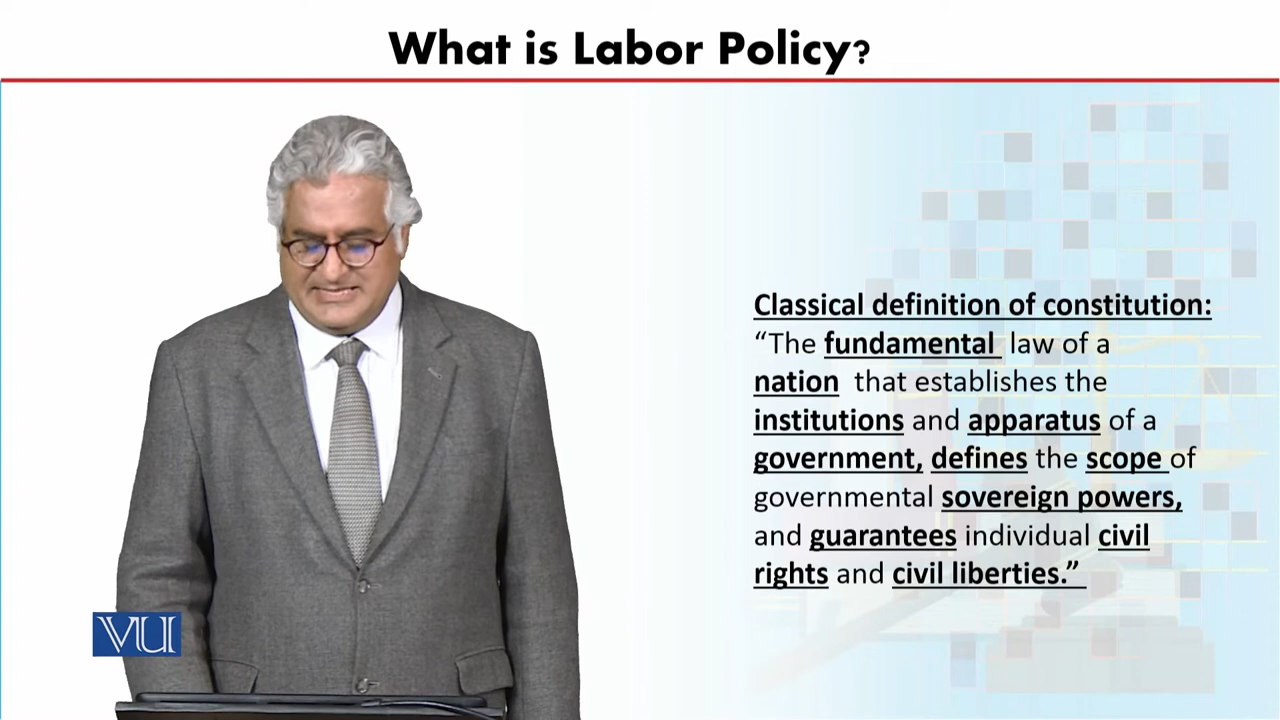 What is Labor Policy?
Classical definition of constitution:
“The fundamental law of a
nation that establishes the
institutions and apparatus of a
government, defines the scope of
governmental sovereign powers,
and guarantees individual civil
rights and civil liberties.”
VU